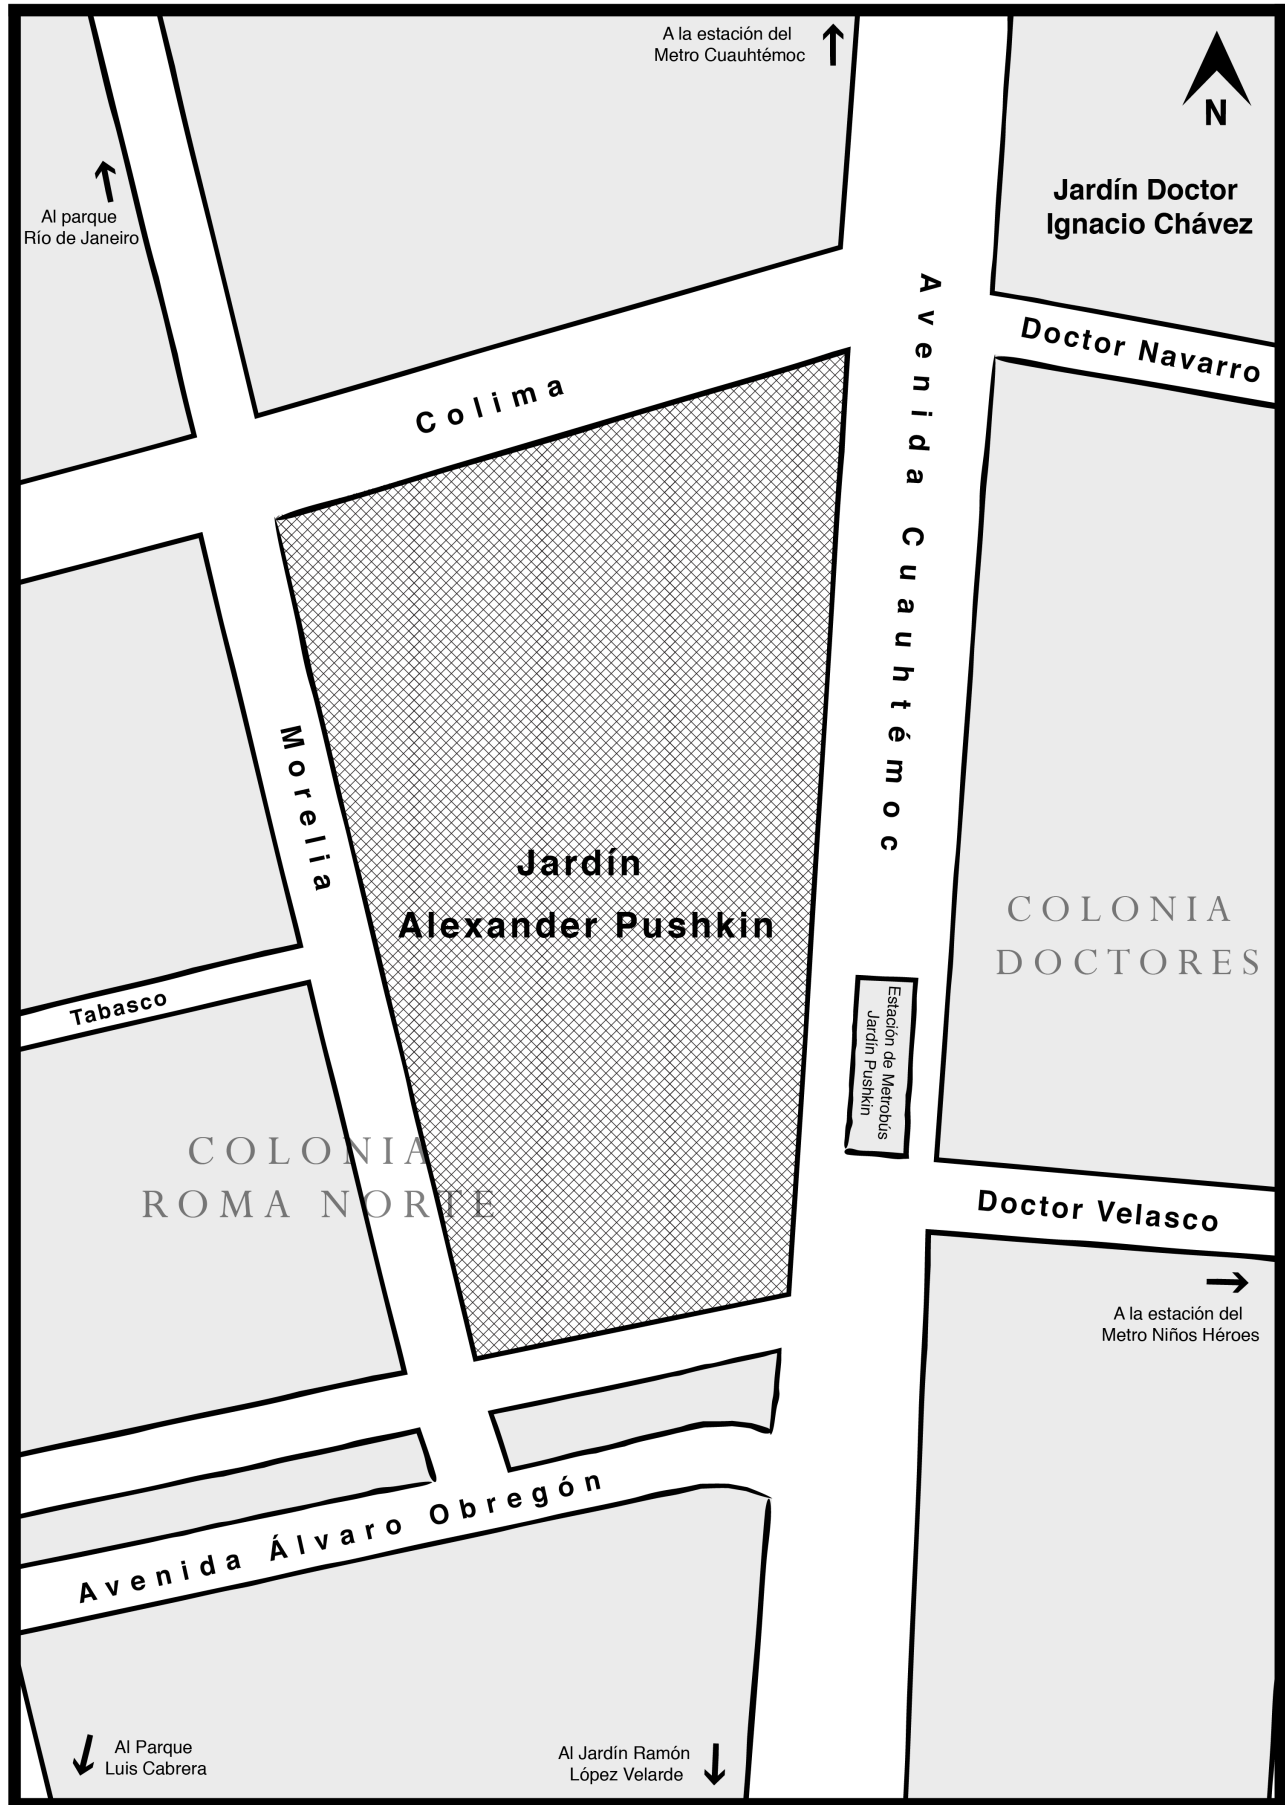 A la estación del
Metro Cuauhtémoc
N
Jardín Doctor
Ignacio Chávez
Al parque
Río de Janeiro
Avenida Cuauhtémoc
Doctor Navarro
Colima
Morelia
Jardín
Alexander Pushkin
COLONIA
DOCTORES
Tabasco
Estación de Metrobús
Jardín Pushkin
COLONIA
ROMA NORTE
Doctor Velasco
A la estación del
Metro Niños Héroes
Avenida Álvaro Obregón
Al Parque
Luis Cabrera
Al Jardín Ramón
López Velarde